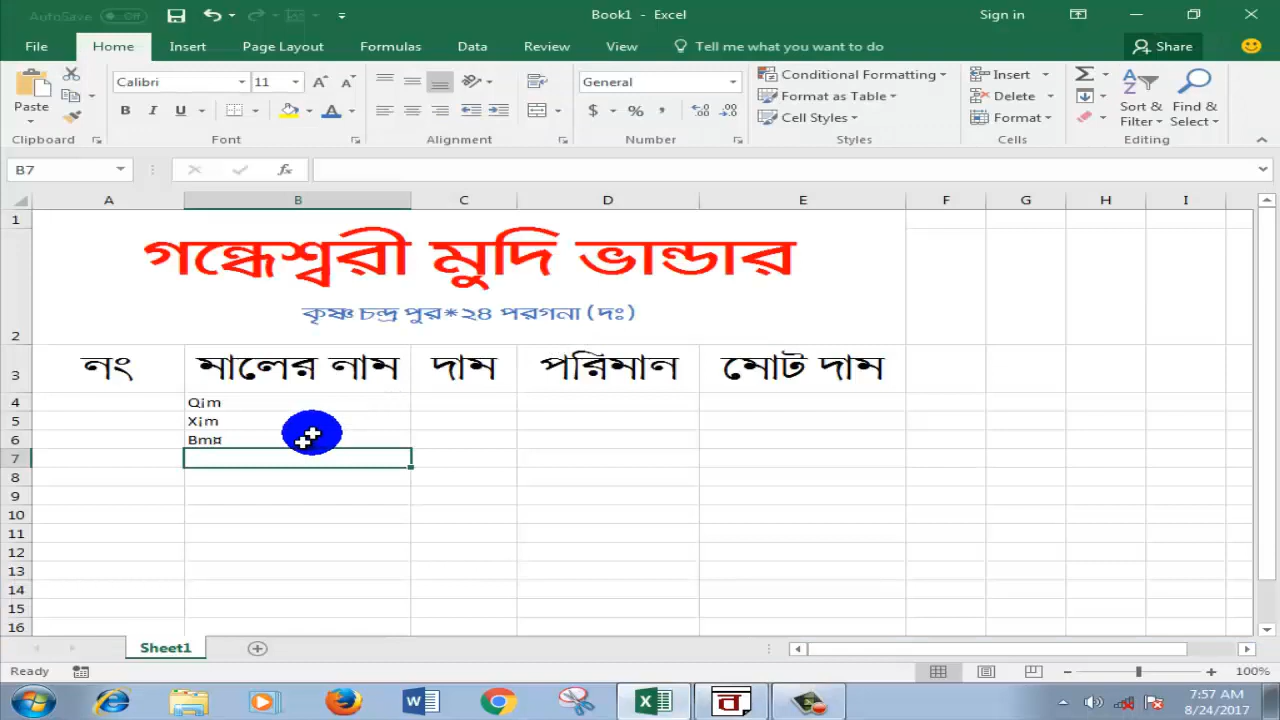 AutoSave Off Book1 - Excel Sign in
File Home Insert Page Layout Formulas Data Review View Tell me what you want to do Share
Calibri 11 General Conditional Formatting Insert
Paste B I U $ % , Format as Table Delete Sort & Find &
Cell Styles Format Filter Select
Clipboard Font Alignment Number Styles Cells Editing
B7 fx
A B C D E F G H I
1 গন্ধেশ্বরী মুদি ভান্ডার
2 কৃষ্ণ চন্দ্র পুর*২৪ পরগনা (দঃ)
3 নং মালের নাম দাম পরিমান মোট দাম
4 Q¡m
5 X¡m
6 Bm¤
7
8
9
10
11
12
13
14
15
16
Sheet1
Ready 100%
7:57 AM
8/24/2017